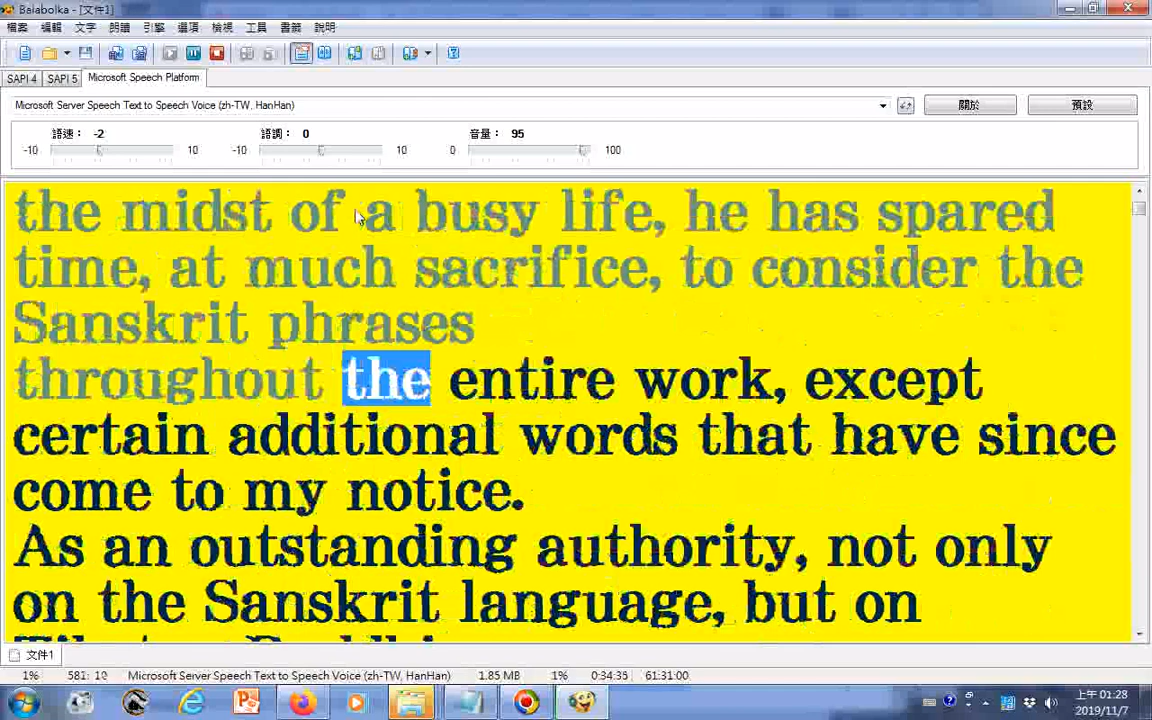 Balabolka - [文件1]
檔案 編輯 文字 朗讀 引擎 選項 檢視 工具 書籤 說明
SAPI 4 SAPI 5 Microsoft Speech Platform
Microsoft Server Speech Text to Speech Voice (zh-TW, HanHan) 關於 預設
語速： -2 語調： 0 音量： 95
-10 10 -10 10 0 100
the midst of a busy life, he has spared
time, at much sacrifice, to consider the
Sanskrit phrases
throughout the entire work, except
certain additional words that have since
come to my notice.
As an outstanding authority, not only
on the Sanskrit language, but on
文件1
1% 581: 10 Microsoft Server Speech Text to Speech Voice (zh-TW, HanHan) 1.85 MB 1% 0:34:35 61:31:00
上午 01:28
2019/11/7